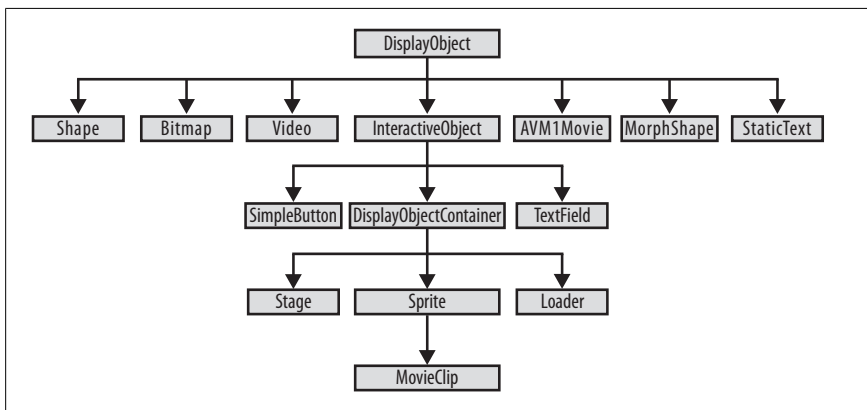 DisplayObject
Shape
Bitmap
Video
InteractiveObject
AVM1Movie
MorphShape
StaticText
SimpleButton
DisplayObjectContainer
TextField
Stage
Sprite
Loader
MovieClip